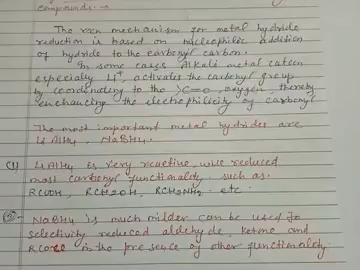 compounds:→
The main mechanism for metal hydride
reduction is based on nucleophilic addition
of hydride to the carbonyl carbon.
In some cases Alkali metal cation
especially Li⁺, activates the carbonyl group
by coordinating to the >C=O, oxygen, thereby
enhancing the electrophilicity of carbonyl
The most important metal hydrides are
LiAlH4, NaBH4.
(1) LiAlH4 is very reactive, will reduced
most carbonyl functionality such as.
RCOOH, RCH2OH, RCH2NH2. etc
(2) NaBH4 is much milder can be used to
selectivity reduced aldehyde, ketone and
in the presence of other functionality.